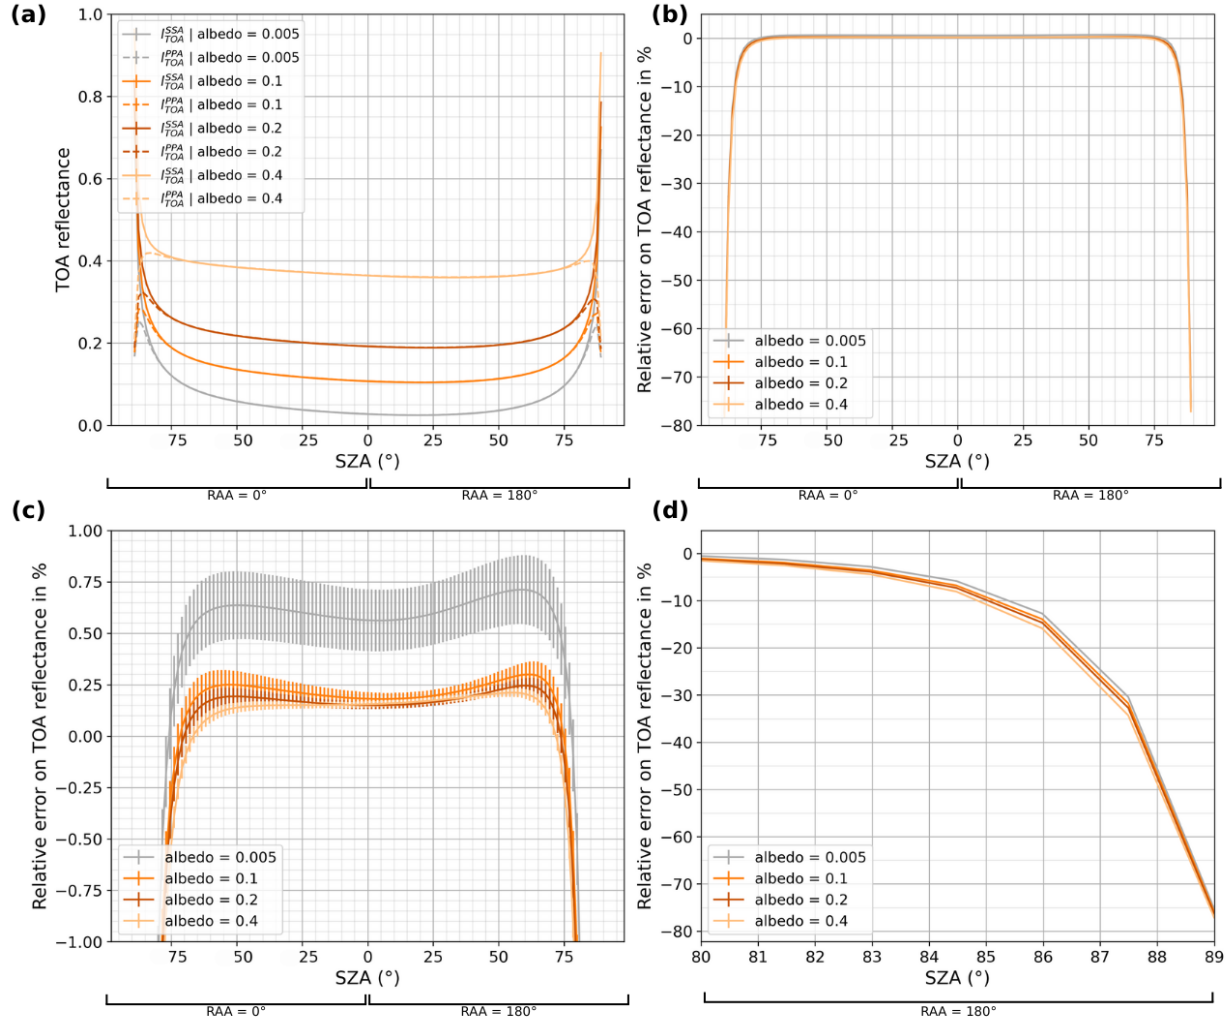 (a)
1.0
0.8
0.6
0.4
0.2
0.0
TOA reflectance
I_TOA^SSA | albedo = 0.005
I_TOA^PPA | albedo = 0.005
I_TOA^SSA | albedo = 0.1
I_TOA^PPA | albedo = 0.1
I_TOA^SSA | albedo = 0.2
I_TOA^PPA | albedo = 0.2
I_TOA^SSA | albedo = 0.4
I_TOA^PPA | albedo = 0.4
75 50 25 0 25 50 75
SZA (°)
RAA = 0° RAA = 180°
(b)
0
−10
−20
−30
−40
−50
−60
−70
−80
Relative error on TOA reflectance in %
albedo = 0.005
albedo = 0.1
albedo = 0.2
albedo = 0.4
75 50 25 0 25 50 75
SZA (°)
RAA = 0° RAA = 180°
(c)
1.00
0.75
0.50
0.25
0.00
−0.25
−0.50
−0.75
−1.00
Relative error on TOA reflectance in %
albedo = 0.005
albedo = 0.1
albedo = 0.2
albedo = 0.4
75 50 25 0 25 50 75
SZA (°)
RAA = 0° RAA = 180°
(d)
0
−10
−20
−30
−40
−50
−60
−70
−80
Relative error on TOA reflectance in %
albedo = 0.005
albedo = 0.1
albedo = 0.2
albedo = 0.4
80 81 82 83 84 85 86 87 88 89
SZA (°)
RAA = 180°